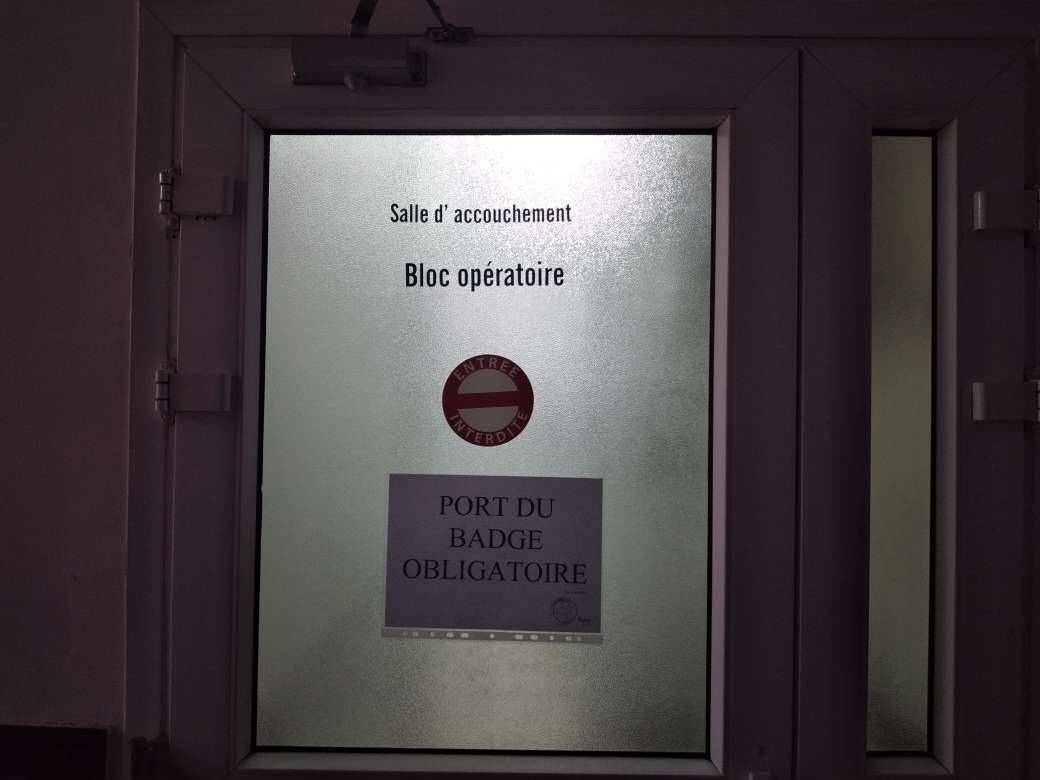 Salle d' accouchement
Bloc opératoire
ENTREE
INTERDITE
PORT DU
BADGE
OBLIGATOIRE